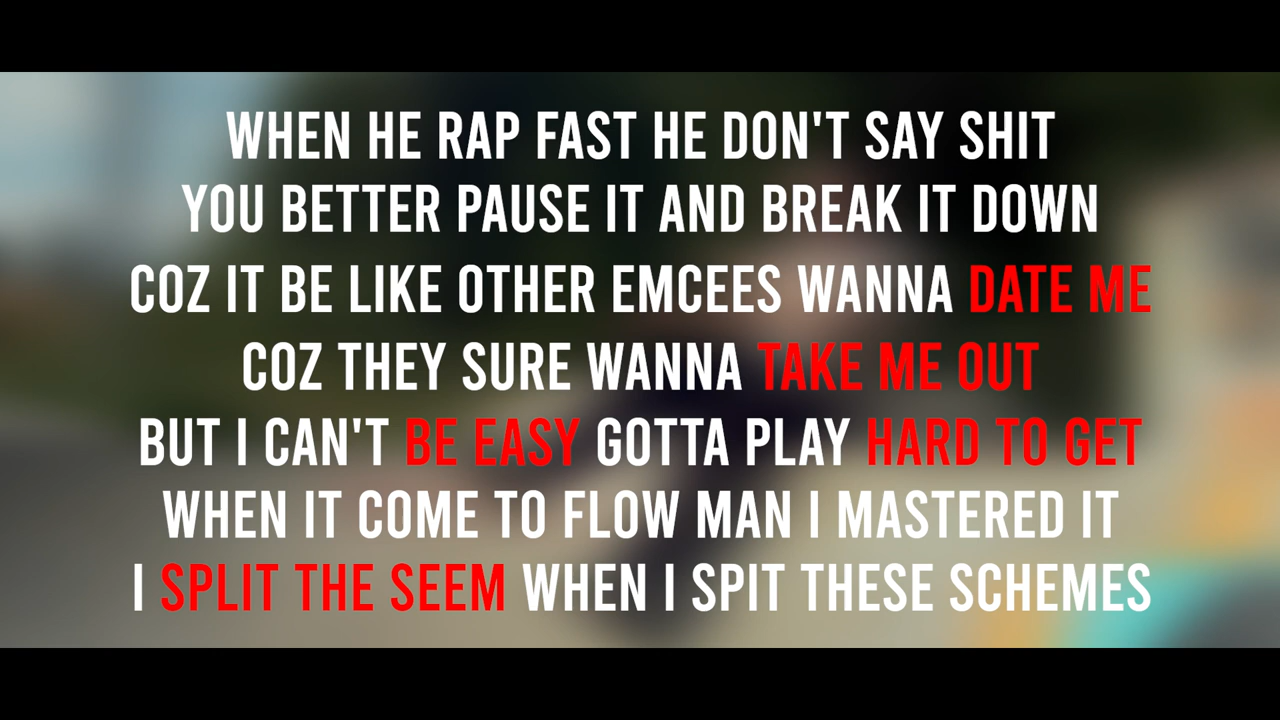 WHEN HE RAP FAST HE DON'T SAY SHIT
YOU BETTER PAUSE IT AND BREAK IT DOWN
COZ IT BE LIKE OTHER EMCEES WANNA DATE ME
COZ THEY SURE WANNA TAKE ME OUT
BUT I CAN'T BE EASY GOTTA PLAY HARD TO GET
WHEN IT COME TO FLOW MAN I MASTERED IT
I SPLIT THE SEEM WHEN I SPIT THESE SCHEMES